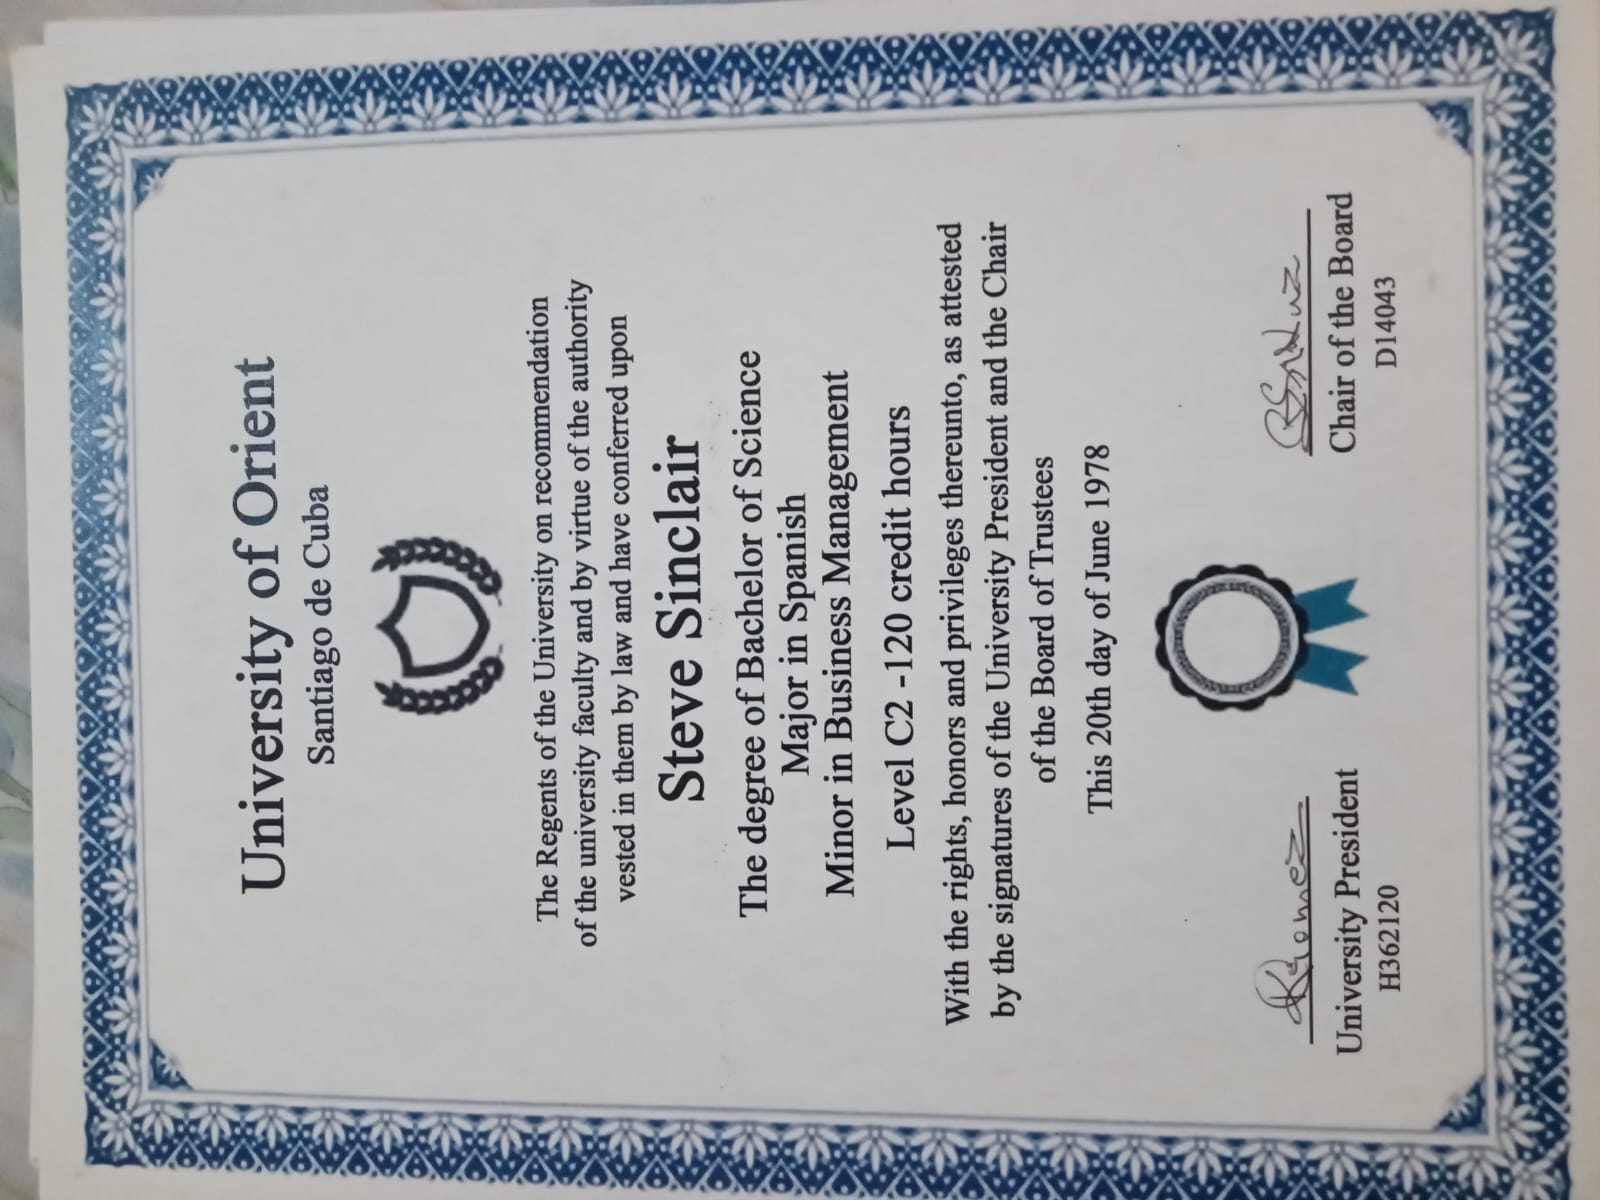 University of Orient
Santiago de Cuba
The Regents of the University on recommendation
of the university faculty and by virtue of the authority
vested in them by law and have conferred upon
Steve Sinclair
The degree of Bachelor of Science
Major in Spanish
Minor in Business Management
Level C2 -120 credit hours
With the rights, honors and privileges thereunto, as attested
by the signatures of the University President and the Chair
of the Board of Trustees
This 20th day of June 1978
University President
H362120
Chair of the Board
D14043